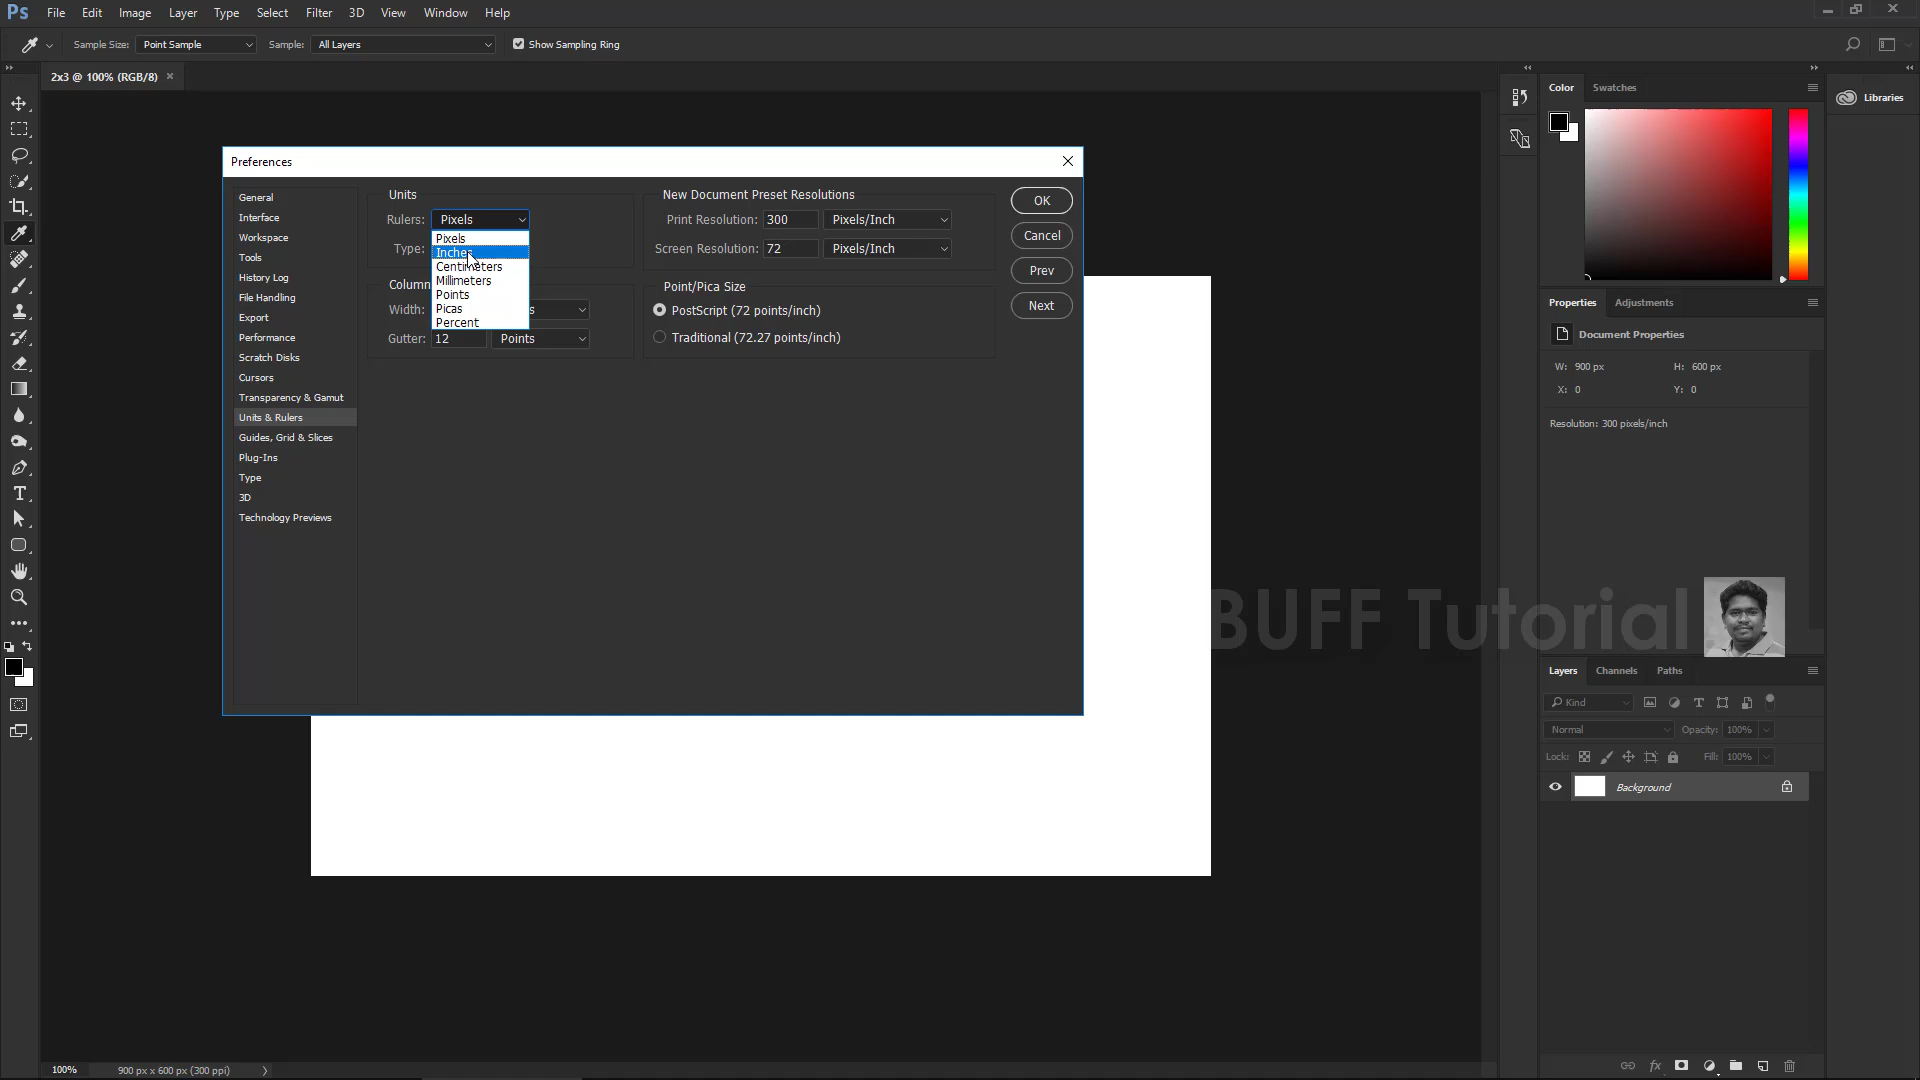 Ps File Edit Image Layer Type Select Filter 3D View Window Help
Sample Size: Point Sample Sample: All Layers Show Sampling Ring
2x3 @ 100% (RGB/8)
Preferences
General
Interface
Workspace
Tools
History Log
File Handling
Export
Performance
Scratch Disks
Cursors
Transparency & Gamut
Units & Rulers
Guides, Grid & Slices
Plug-Ins
Type
3D
Technology Previews
Units
Rulers: Pixels
Type:
Pixels
Inches
Centimeters
Millimeters
Points
Picas
Percent
Column
Width:
Gutter: 12 Points
New Document Preset Resolutions
Print Resolution: 300 Pixels/Inch
Screen Resolution: 72 Pixels/Inch
Point/Pica Size
PostScript (72 points/inch)
Traditional (72.27 points/inch)
OK
Cancel
Prev
Next
Color Swatches
Libraries
Properties Adjustments
Document Properties
W: 900 px H: 600 px
X: 0 Y: 0
Resolution: 300 pixels/inch
BUFF Tutorial
Layers Channels Paths
Kind
Normal Opacity: 100%
Lock: Fill: 100%
Background
fx
100% 900 px x 600 px (300 ppi)